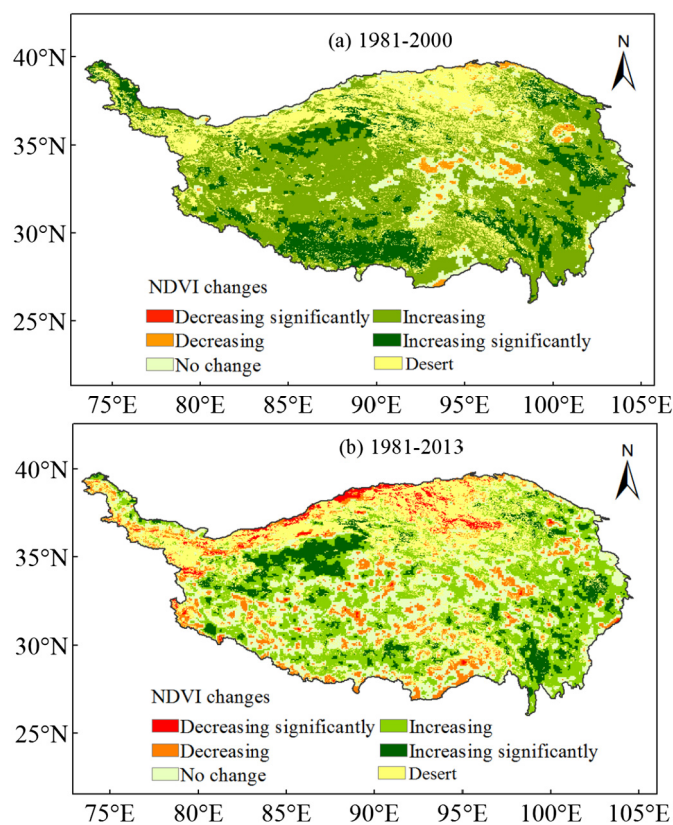 (a) 1981-2000
N
40°N
35°N
30°N
25°N
NDVI changes
Decreasing significantly
Increasing
Decreasing
Increasing significantly
No change
Desert
75°E 80°E 85°E 90°E 95°E 100°E 105°E
(b) 1981-2013
N
40°N
35°N
30°N
25°N
NDVI changes
Decreasing significantly
Increasing
Decreasing
Increasing significantly
No change
Desert
75°E 80°E 85°E 90°E 95°E 100°E 105°E